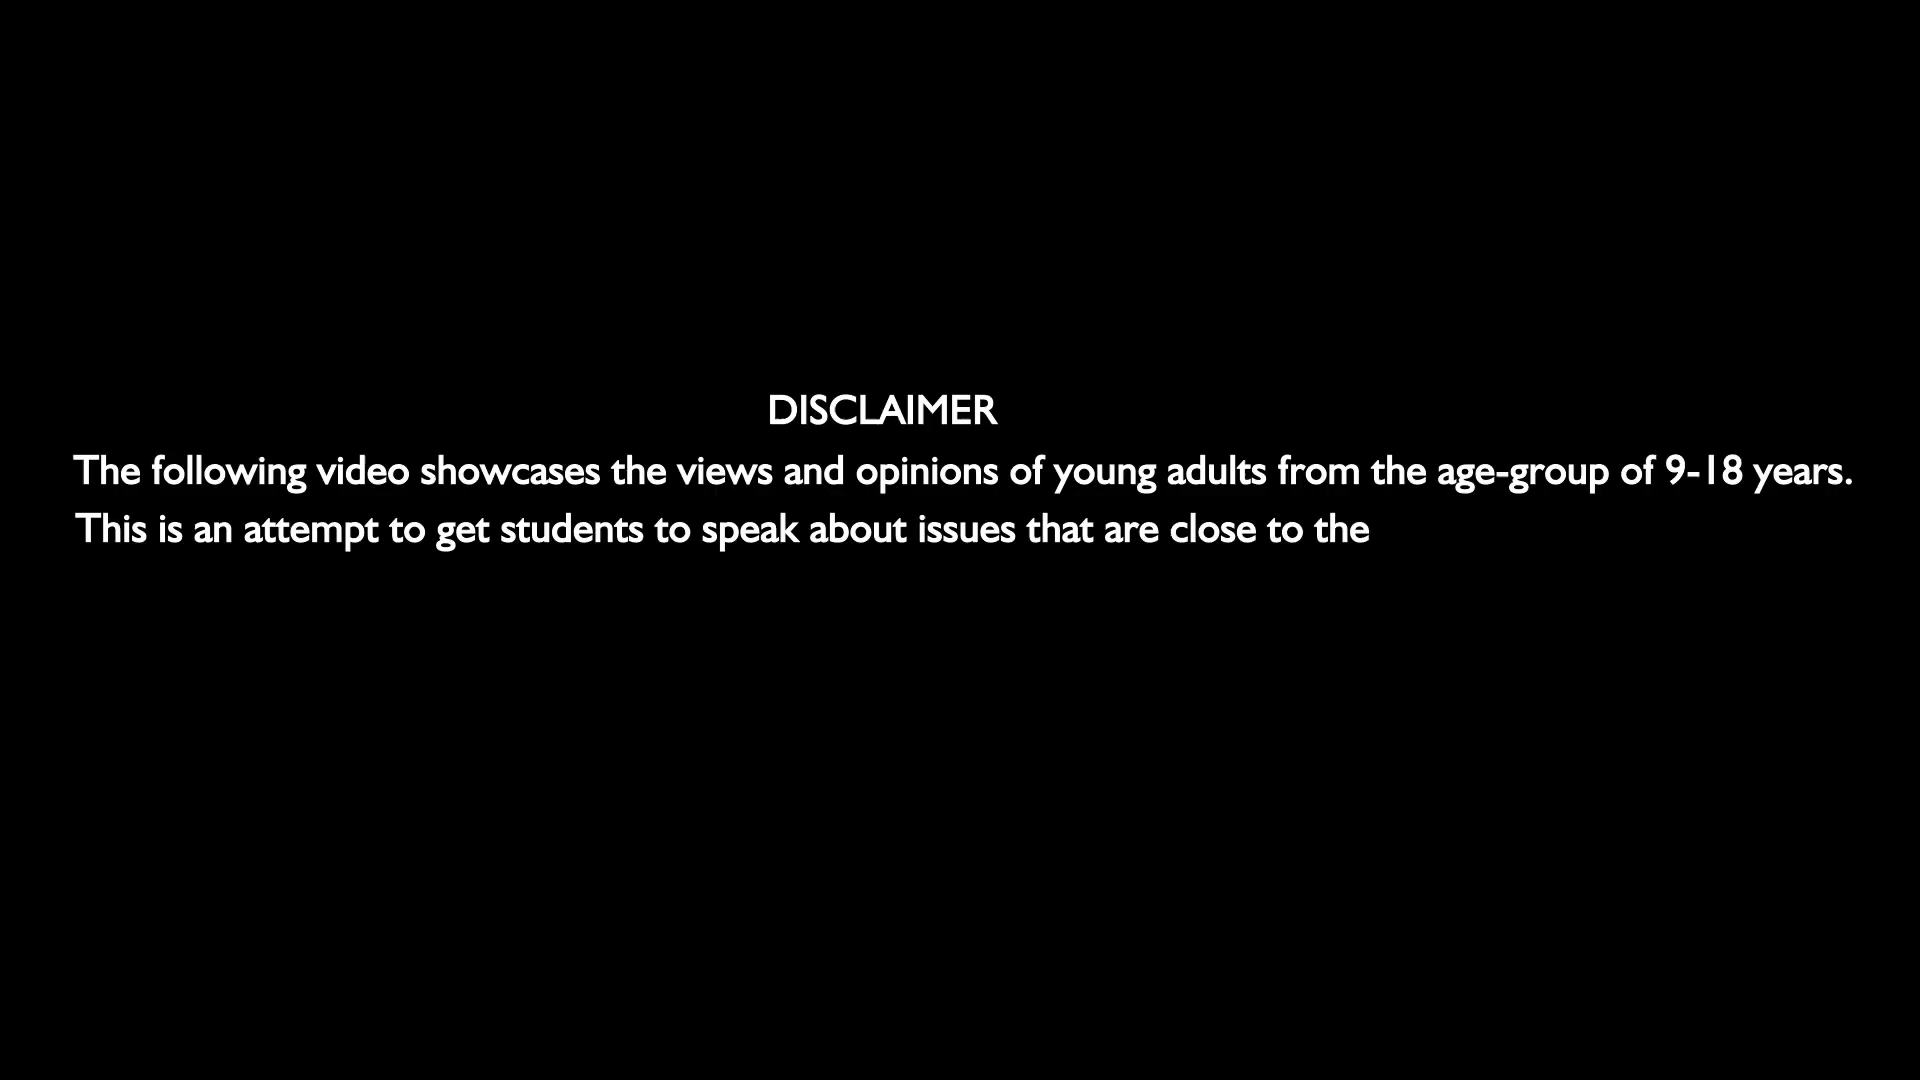 DISCLAIMER
The following video showcases the views and opinions of young adults from the age-group of 9-18 years.
This is an attempt to get students to speak about issues that are close to the